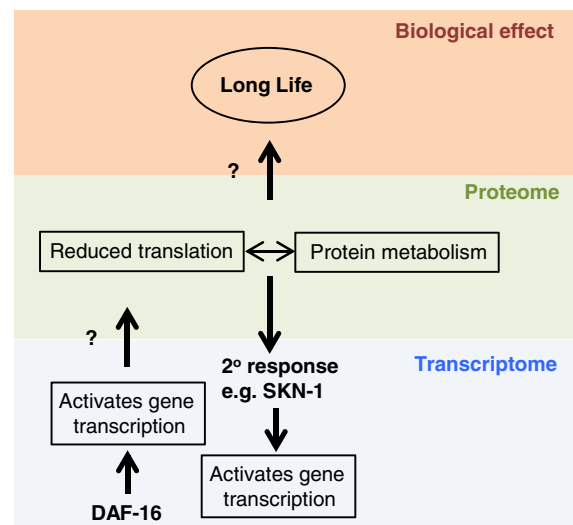 Biological effect
Long Life
?
Proteome
Reduced translation
Protein metabolism
?
2º response
e.g. SKN-1
Transcriptome
Activates gene
transcription
Activates gene
transcription
DAF-16